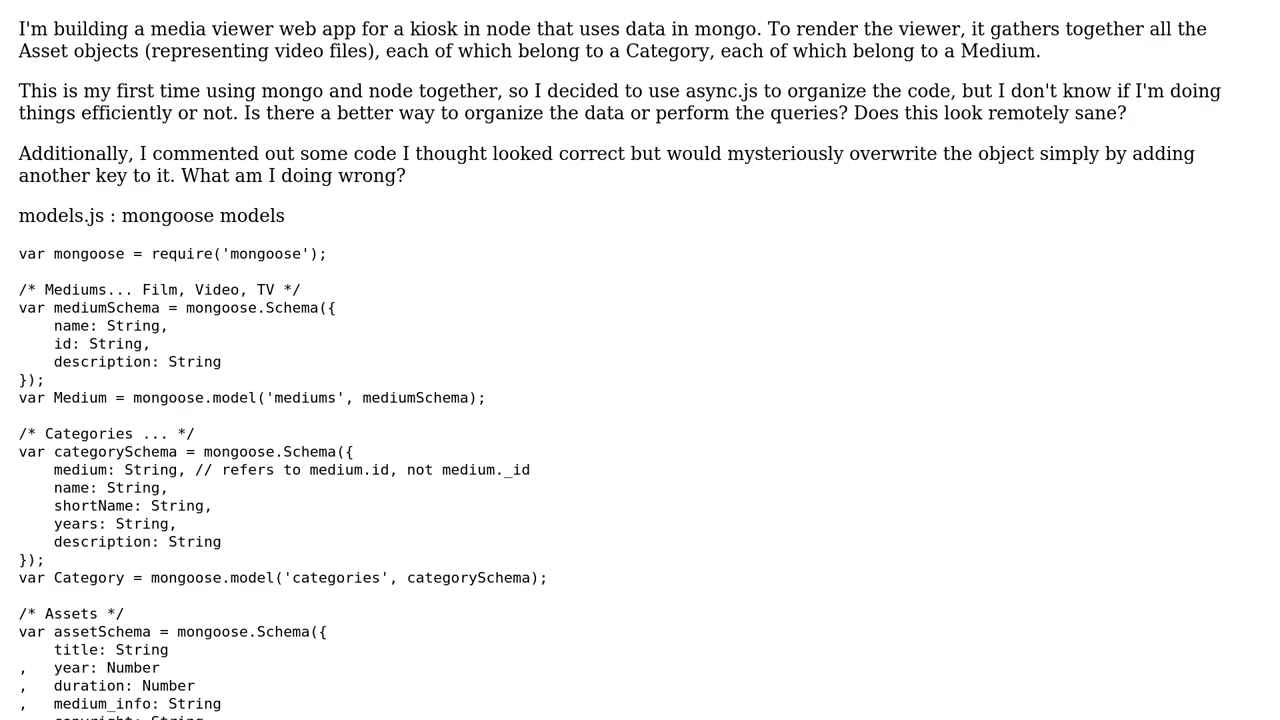 I'm building a media viewer web app for a kiosk in node that uses data in mongo. To render the viewer, it gathers together all the
Asset objects (representing video files), each of which belong to a Category, each of which belong to a Medium.
This is my first time using mongo and node together, so I decided to use async.js to organize the code, but I don't know if I'm doing
things efficiently or not. Is there a better way to organize the data or perform the queries? Does this look remotely sane?
Additionally, I commented out some code I thought looked correct but would mysteriously overwrite the object simply by adding
another key to it. What am I doing wrong?
models.js : mongoose models
var mongoose = require('mongoose');
/* Mediums... Film, Video, TV */
var mediumSchema = mongoose.Schema({
    name: String,
    id: String,
    description: String
});
var Medium = mongoose.model('mediums', mediumSchema);
/* Categories ... */
var categorySchema = mongoose.Schema({
    medium: String, // refers to medium.id, not medium._id
    name: String,
    shortName: String,
    years: String,
    description: String
});
var Category = mongoose.model('categories', categorySchema);
/* Assets */
var assetSchema = mongoose.Schema({
    title: String
,   year: Number
,   duration: Number
,   medium_info: String